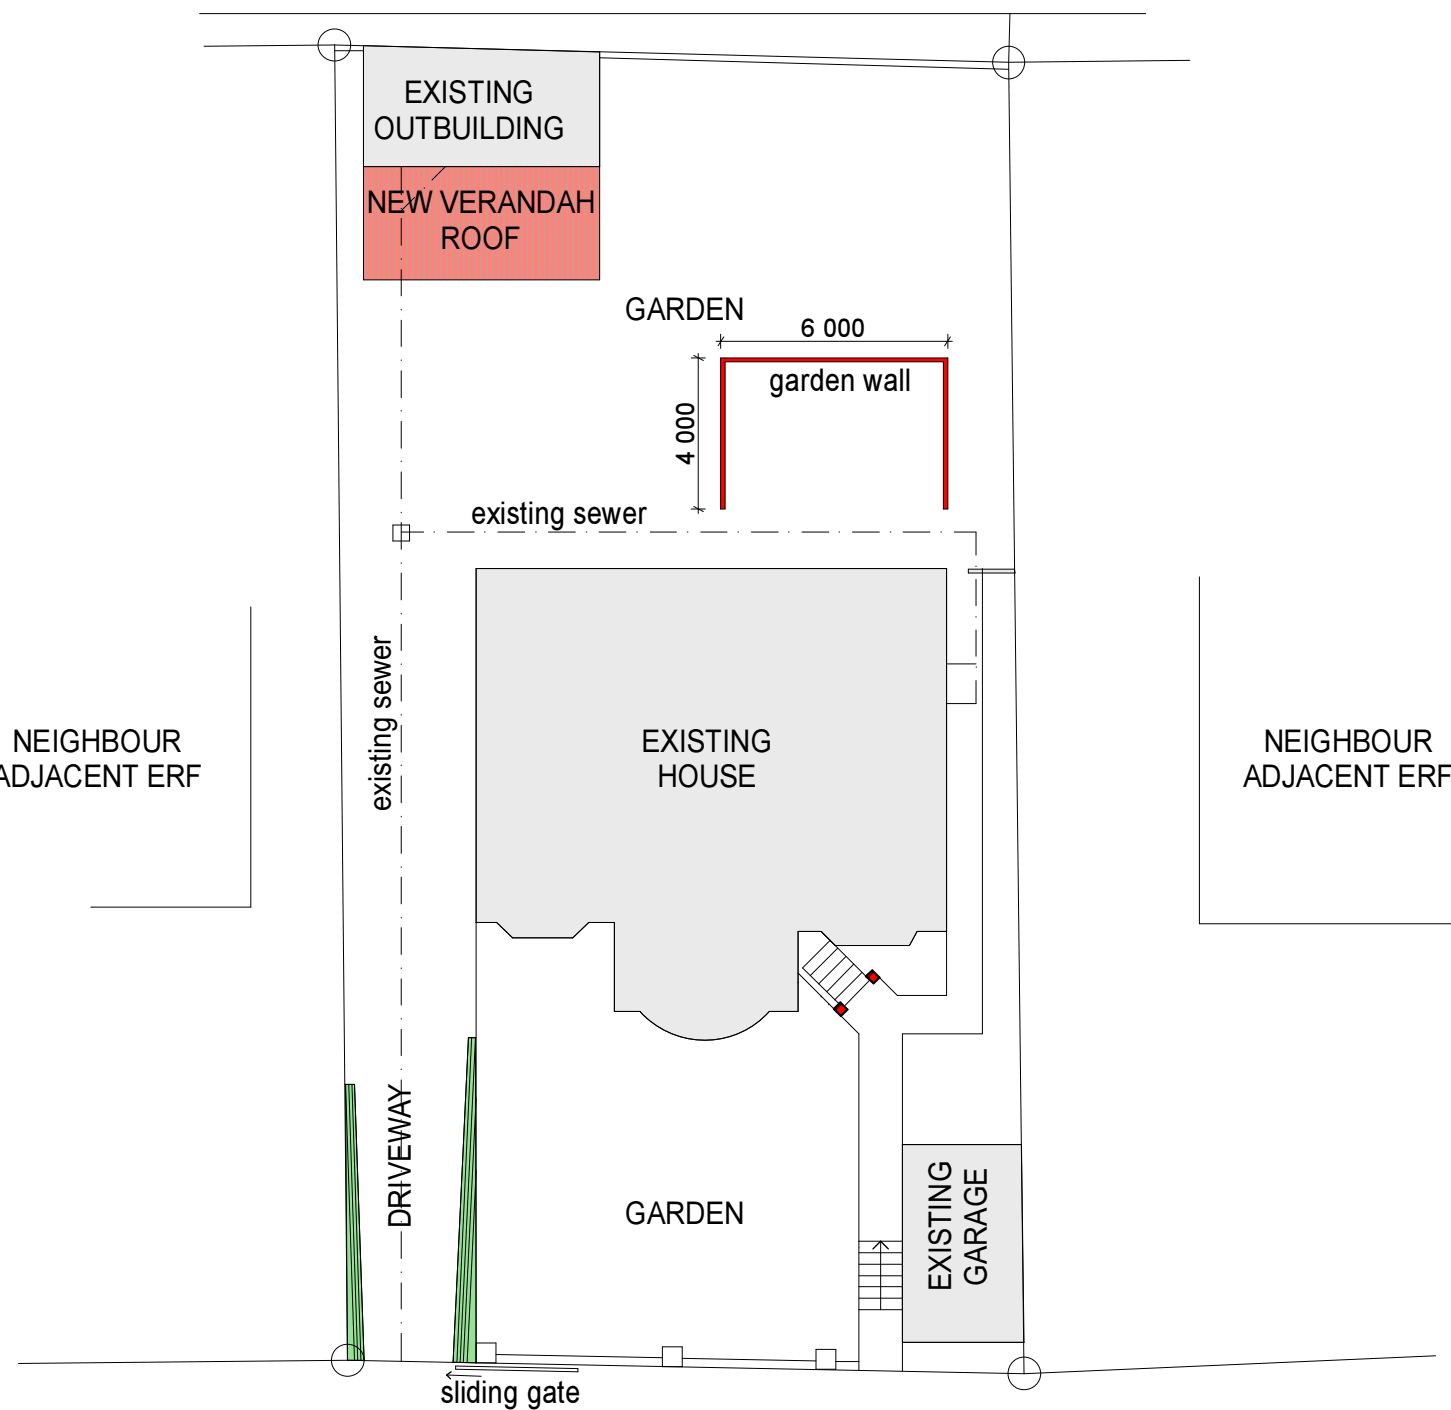 EXISTING
OUTBUILDING
NEW VERANDAH
ROOF
GARDEN
6 000
garden wall
4 000
existing sewer
existing sewer
NEIGHBOUR
ADJACENT ERF
EXISTING
HOUSE
NEIGHBOUR
ADJACENT ERF
DRIVEWAY
GARDEN
EXISTING
GARAGE
sliding gate